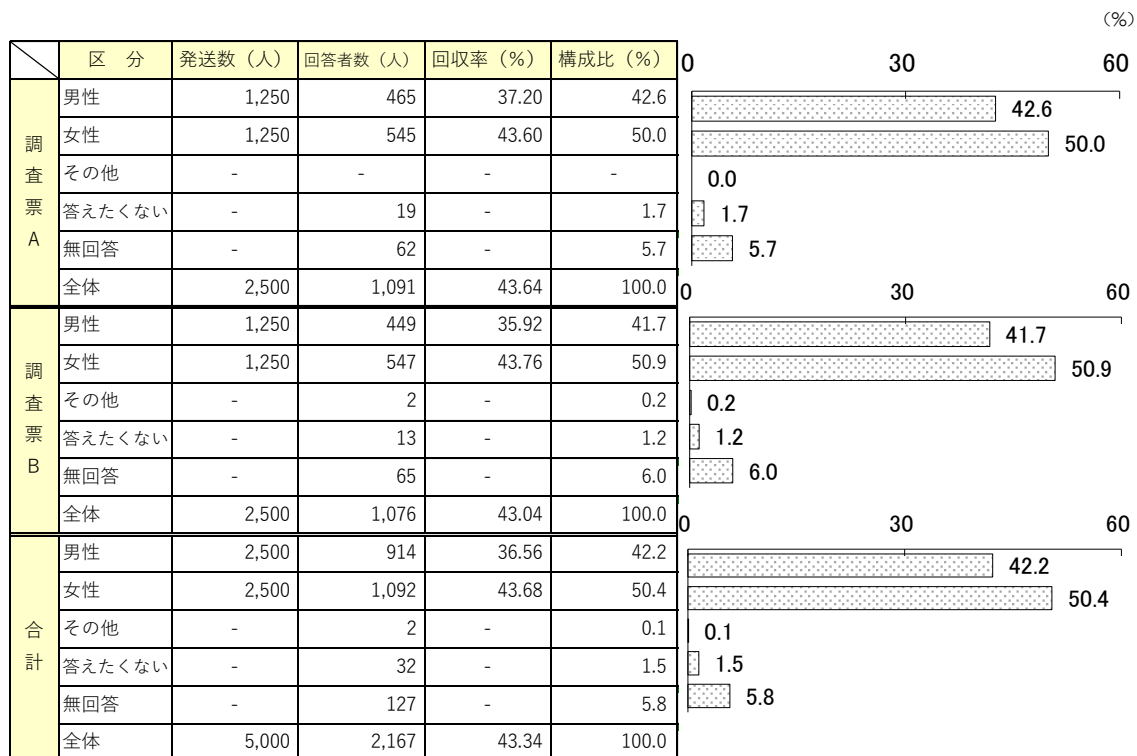 (%)
区　分 発送数（人） 回答者数（人） 回収率（%） 構成比（%）
0 30 60
調査票A
男性 1,250 465 37.20 42.6
42.6
女性 1,250 545 43.60 50.0
50.0
その他 - - - -
0.0
答えたくない - 19 - 1.7
1.7
無回答 - 62 - 5.7
5.7
全体 2,500 1,091 43.64 100.0
0 30 60
調査票B
男性 1,250 449 35.92 41.7
41.7
女性 1,250 547 43.76 50.9
50.9
その他 - 2 - 0.2
0.2
答えたくない - 13 - 1.2
1.2
無回答 - 65 - 6.0
6.0
全体 2,500 1,076 43.04 100.0
0 30 60
合計
男性 2,500 914 36.56 42.2
42.2
女性 2,500 1,092 43.68 50.4
50.4
その他 - 2 - 0.1
0.1
答えたくない - 32 - 1.5
1.5
無回答 - 127 - 5.8
5.8
全体 5,000 2,167 43.34 100.0